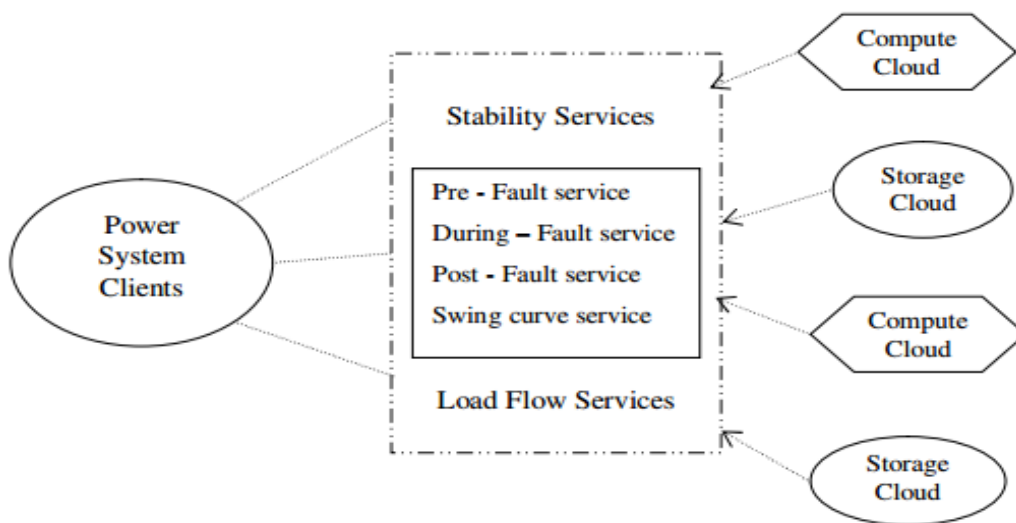 Power
System
Clients
Stability Services
Pre - Fault service
During – Fault service
Post - Fault service
Swing curve service
Load Flow Services
Compute
Cloud
Storage
Cloud
Compute
Cloud
Storage
Cloud